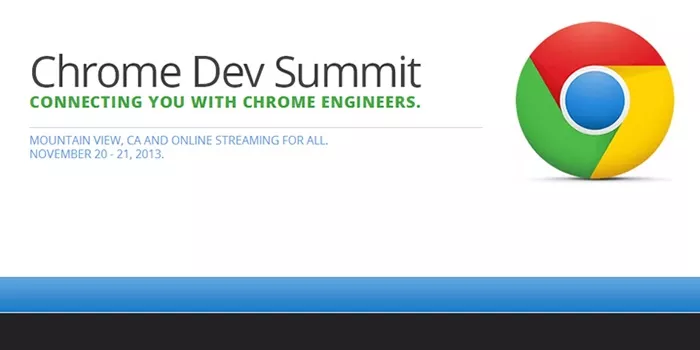 Chrome Dev Summit
CONNECTING YOU WITH CHROME ENGINEERS.
MOUNTAIN VIEW, CA AND ONLINE STREAMING FOR ALL.
NOVEMBER 20 - 21, 2013.